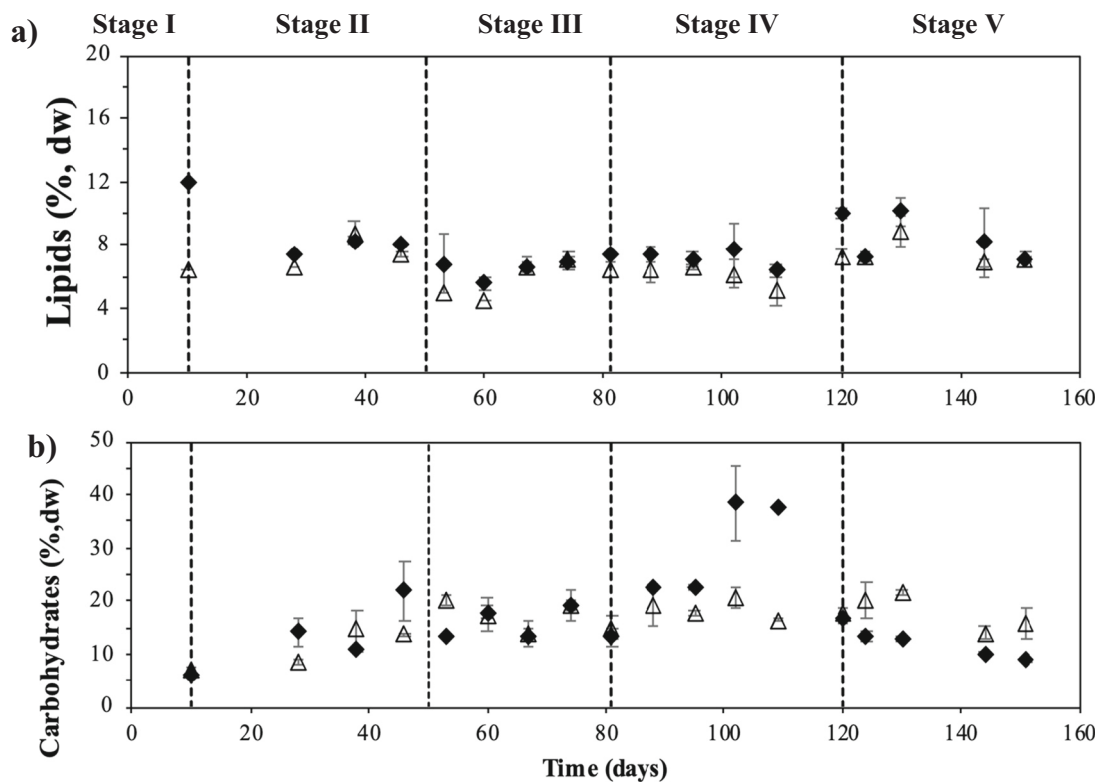 Stage I Stage II Stage III Stage IV Stage V
a)
Lipids (%, dw)
20
16
12
8
4
0
0 20 40 60 80 100 120 140 160
b)
Carbohydrates (%,dw)
50
40
30
20
10
0
0 20 40 60 80 100 120 140 160
Time (days)